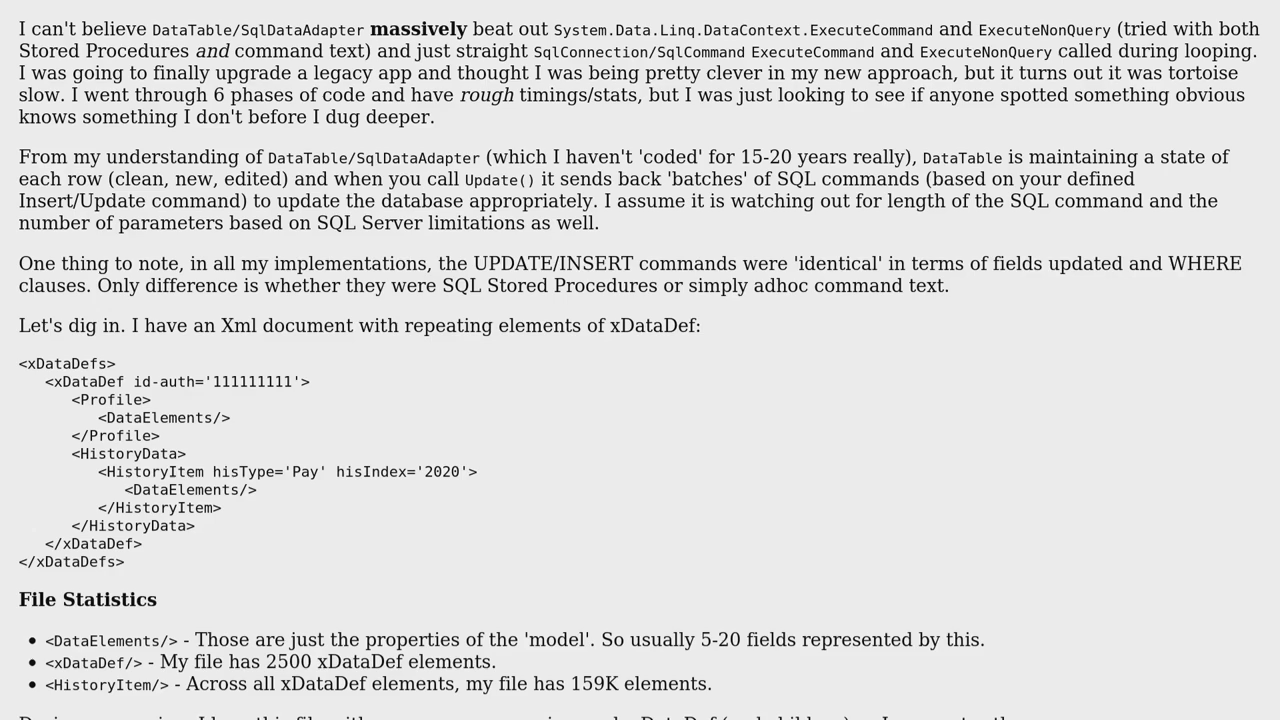 I can't believe DataTable/SqlDataAdapter massively beat out System.Data.Linq.DataContext.ExecuteCommand and ExecuteNonQuery (tried with both
Stored Procedures and command text) and just straight SqlConnection/SqlCommand ExecuteCommand and ExecuteNonQuery called during looping.
I was going to finally upgrade a legacy app and thought I was being pretty clever in my new approach, but it turns out it was tortoise
slow. I went through 6 phases of code and have rough timings/stats, but I was just looking to see if anyone spotted something obvious
knows something I don't before I dug deeper.
From my understanding of DataTable/SqlDataAdapter (which I haven't 'coded' for 15-20 years really), DataTable is maintaining a state of
each row (clean, new, edited) and when you call Update() it sends back 'batches' of SQL commands (based on your defined
Insert/Update command) to update the database appropriately. I assume it is watching out for length of the SQL command and the
number of parameters based on SQL Server limitations as well.
One thing to note, in all my implementations, the UPDATE/INSERT commands were 'identical' in terms of fields updated and WHERE
clauses. Only difference is whether they were SQL Stored Procedures or simply adhoc command text.
Let's dig in. I have an Xml document with repeating elements of xDataDef:
<xDataDefs>
   <xDataDef id-auth='111111111'>
      <Profile>
         <DataElements/>
      </Profile>
      <HistoryData>
         <HistoryItem hisType='Pay' hisIndex='2020'>
            <DataElements/>
         </HistoryItem>
      </HistoryData>
   </xDataDef>
</xDataDefs>
File Statistics
• <DataElements/> - Those are just the properties of the 'model'. So usually 5-20 fields represented by this.
• <xDataDef/> - My file has 2500 xDataDef elements.
• <HistoryItem/> - Across all xDataDef elements, my file has 159K elements.